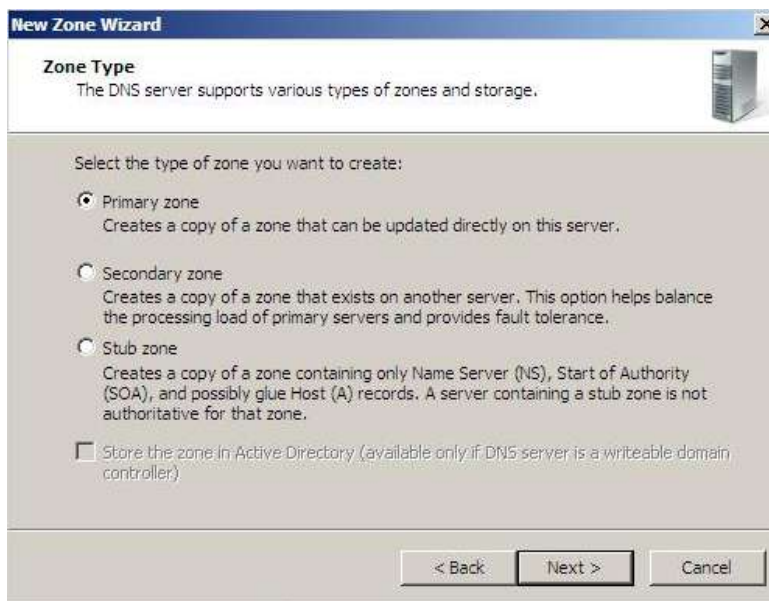 New Zone Wizard
Zone Type
The DNS server supports various types of zones and storage.
Select the type of zone you want to create:
Primary zone
Creates a copy of a zone that can be updated directly on this server.
Secondary zone
Creates a copy of a zone that exists on another server. This option helps balance
the processing load of primary servers and provides fault tolerance.
Stub zone
Creates a copy of a zone containing only Name Server (NS), Start of Authority
(SOA), and possibly glue Host (A) records. A server containing a stub zone is not
authoritative for that zone.
Store the zone in Active Directory (available only if DNS server is a writeable domain
controller)
< Back Next > Cancel